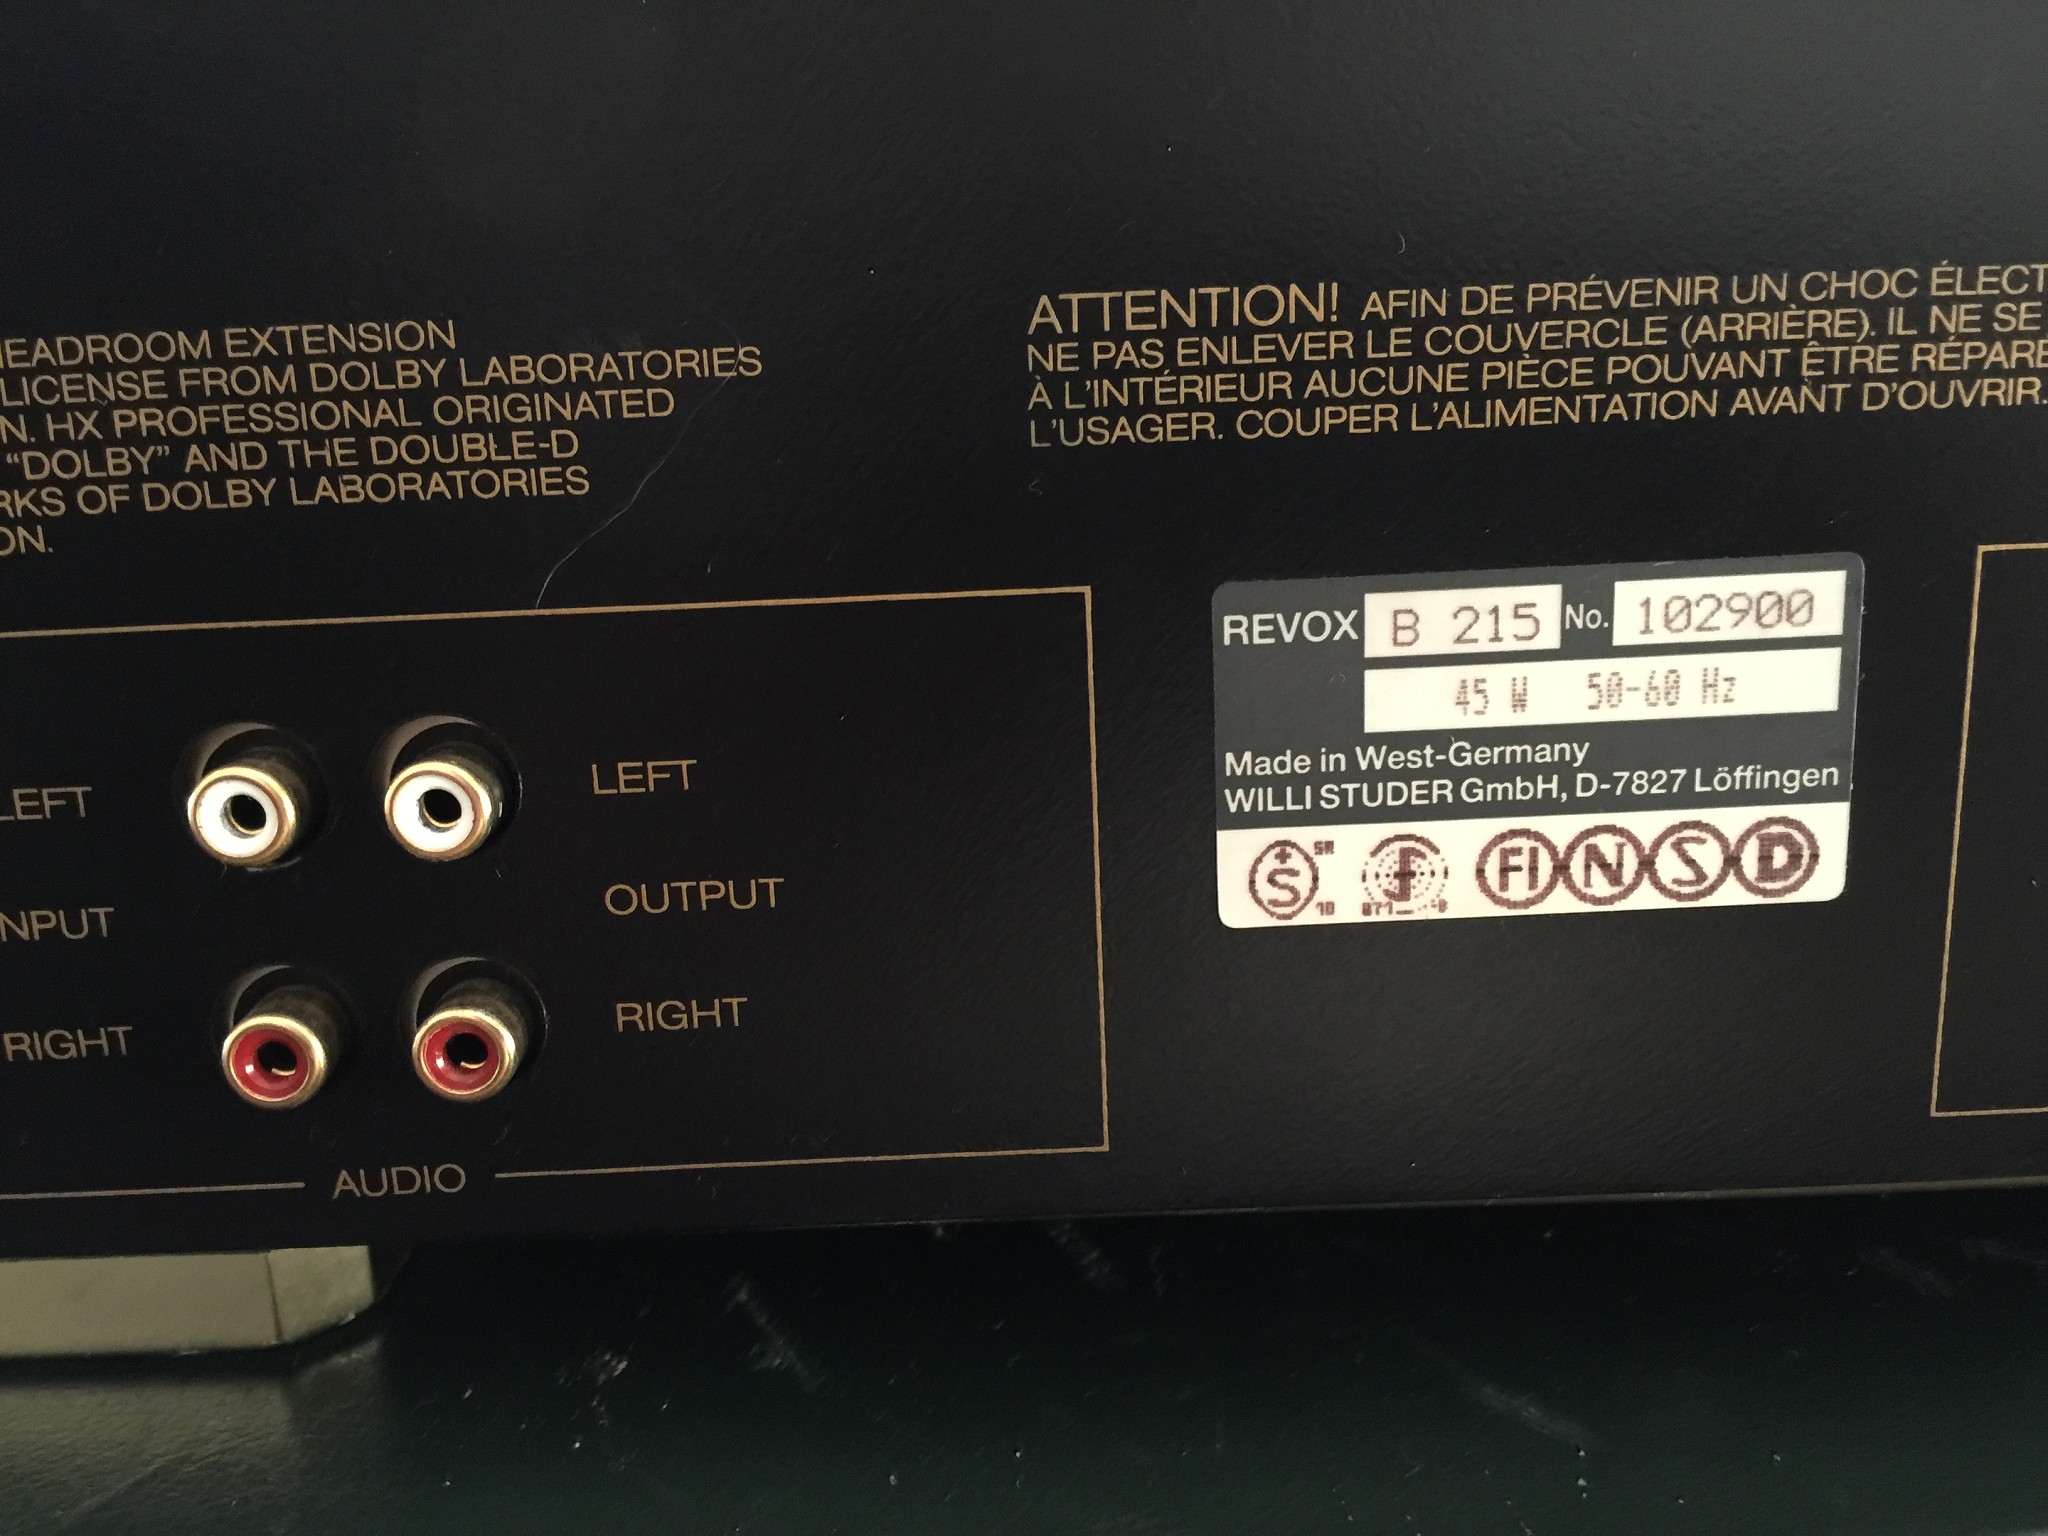 HEADROOM EXTENSION
LICENSE FROM DOLBY LABORATORIES
N. HX PROFESSIONAL ORIGINATED
“DOLBY” AND THE DOUBLE-D
RKS OF DOLBY LABORATORIES
ON.
ATTENTION! AFIN DE PRÉVENIR UN CHOC ÉLECT
NE PAS ENLEVER LE COUVERCLE (ARRIÈRE). IL NE SE
À L'INTÉRIEUR AUCUNE PIÈCE POUVANT ÊTRE RÉPARE
L'USAGER. COUPER L'ALIMENTATION AVANT D'OUVRIR.
LEFT
LEFT
INPUT
OUTPUT
RIGHT
RIGHT
AUDIO
REVOX B 215 No. 102900
45 W 50-60 Hz
Made in West-Germany
WILLI STUDER GmbH, D-7827 Löffingen
+S FI N S D